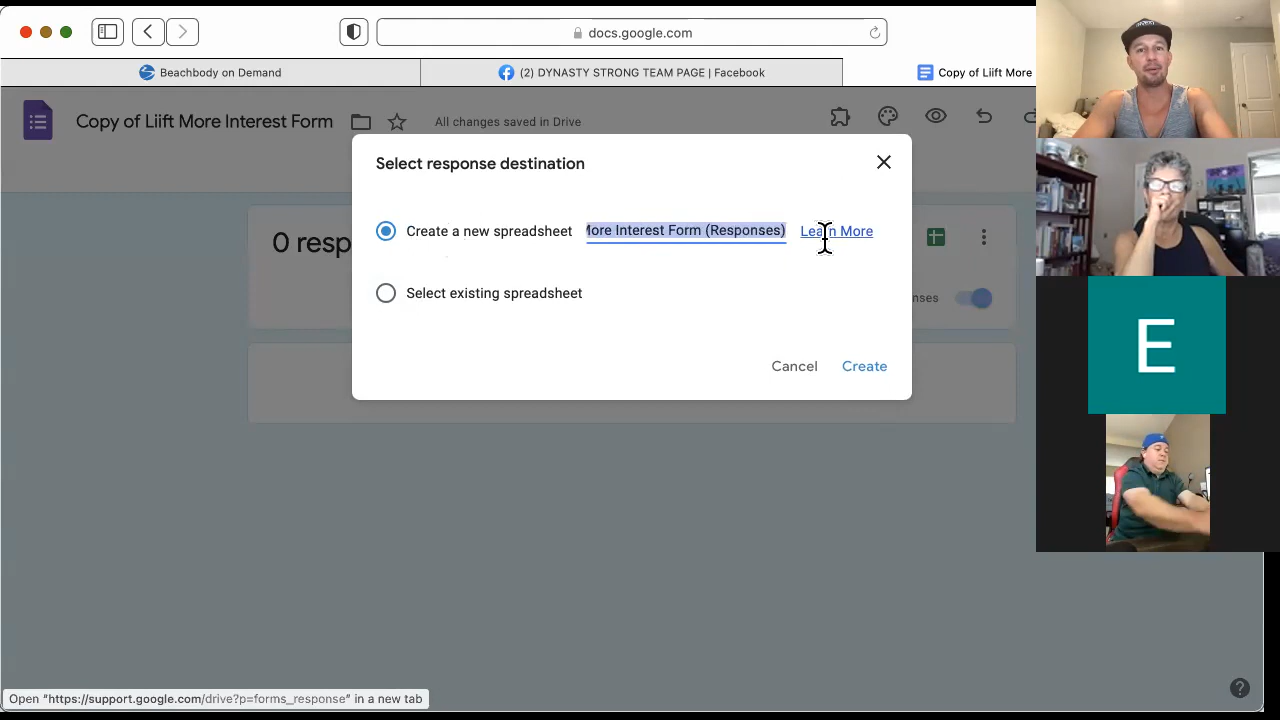 docs.google.com
Beachbody on Demand
(2) DYNASTY STRONG TEAM PAGE | Facebook
Copy of Liift More
Copy of Liift More Interest Form
All changes saved in Drive
Select response destination
0 resp
Create a new spreadsheet
More Interest Form (Responses)
Learn More
nses
Select existing spreadsheet
Cancel
Create
E
Open "https://support.google.com/drive?p=forms_response" in a new tab